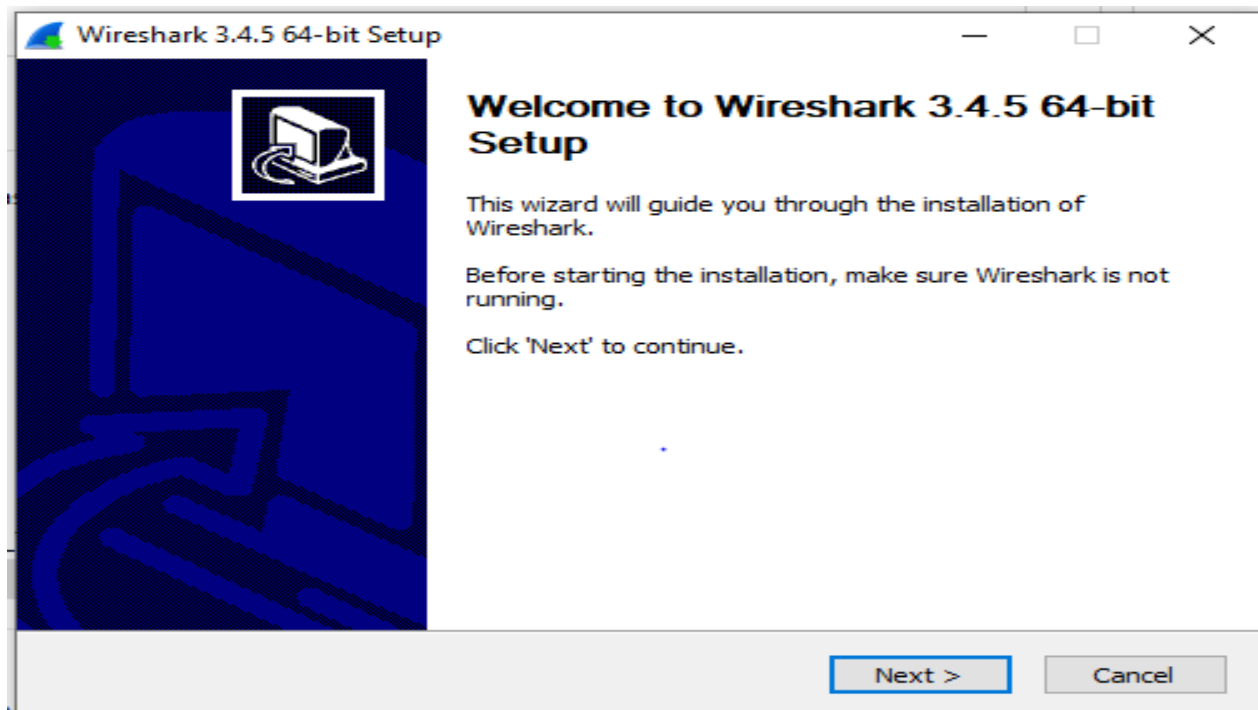 Wireshark 3.4.5 64-bit Setup
Welcome to Wireshark 3.4.5 64-bit
Setup
This wizard will guide you through the installation of
Wireshark.
Before starting the installation, make sure Wireshark is not
running.
Click 'Next' to continue.
Next >
Cancel